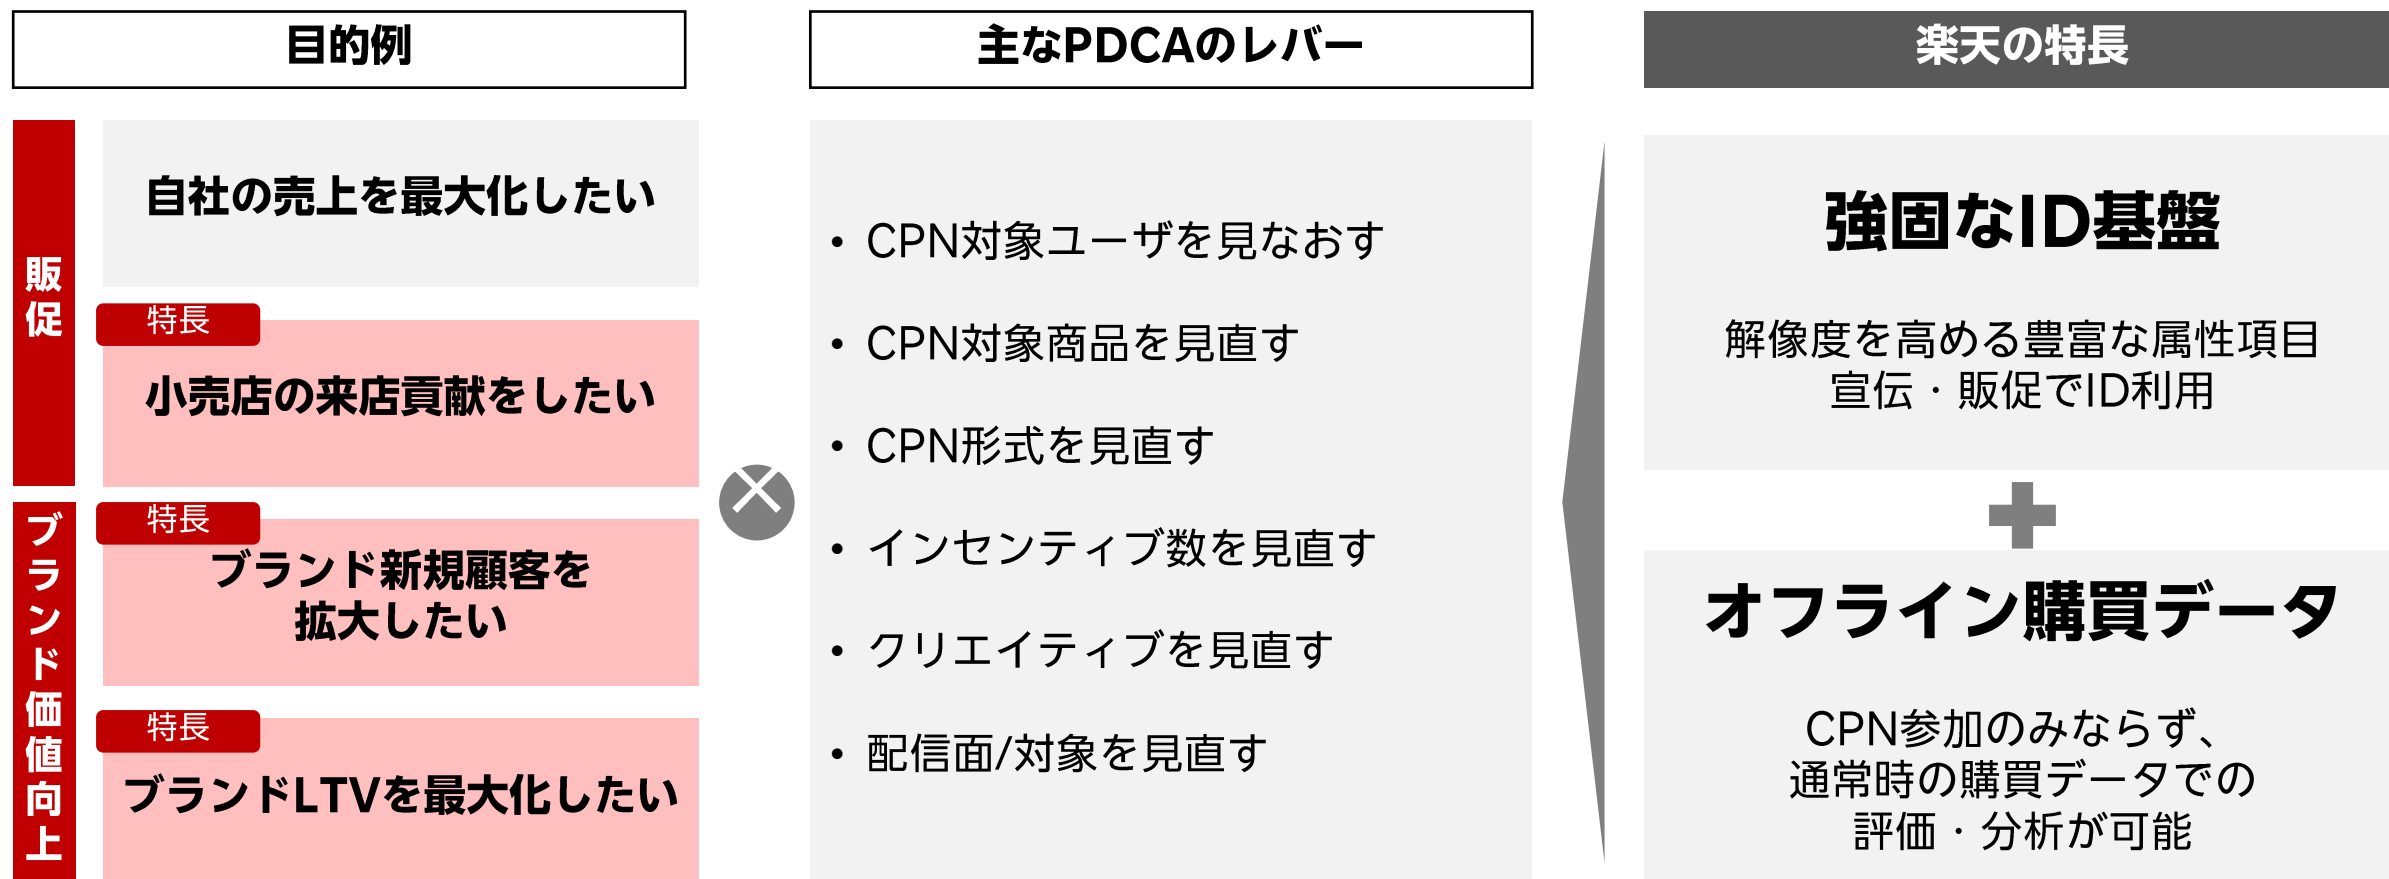 目的例
販促
自社の売上を最大化したい
特長
小売店の来店貢献をしたい
ブランド価値向上
特長
ブランド新規顧客を
拡大したい
特長
ブランドLTVを最大化したい
主なPDCAのレバー
• CPN対象ユーザを見なおす
• CPN対象商品を見直す
• CPN形式を見直す
• インセンティブ数を見直す
• クリエイティブを見直す
• 配信面/対象を見直す
楽天の特長
強固なID基盤
解像度を高める豊富な属性項目
宣伝・販促でID利用
オフライン購買データ
CPN参加のみならず、
通常時の購買データでの
評価・分析が可能